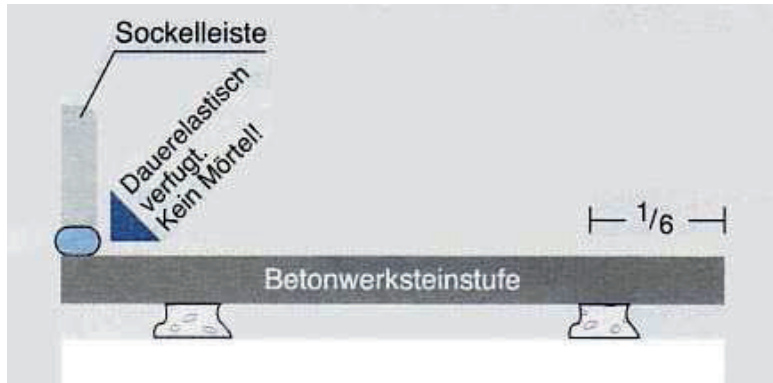 Sockelleiste
Dauerelastisch
verfugt.
Kein Mörtel!
1/6
Betonwerksteinstufe